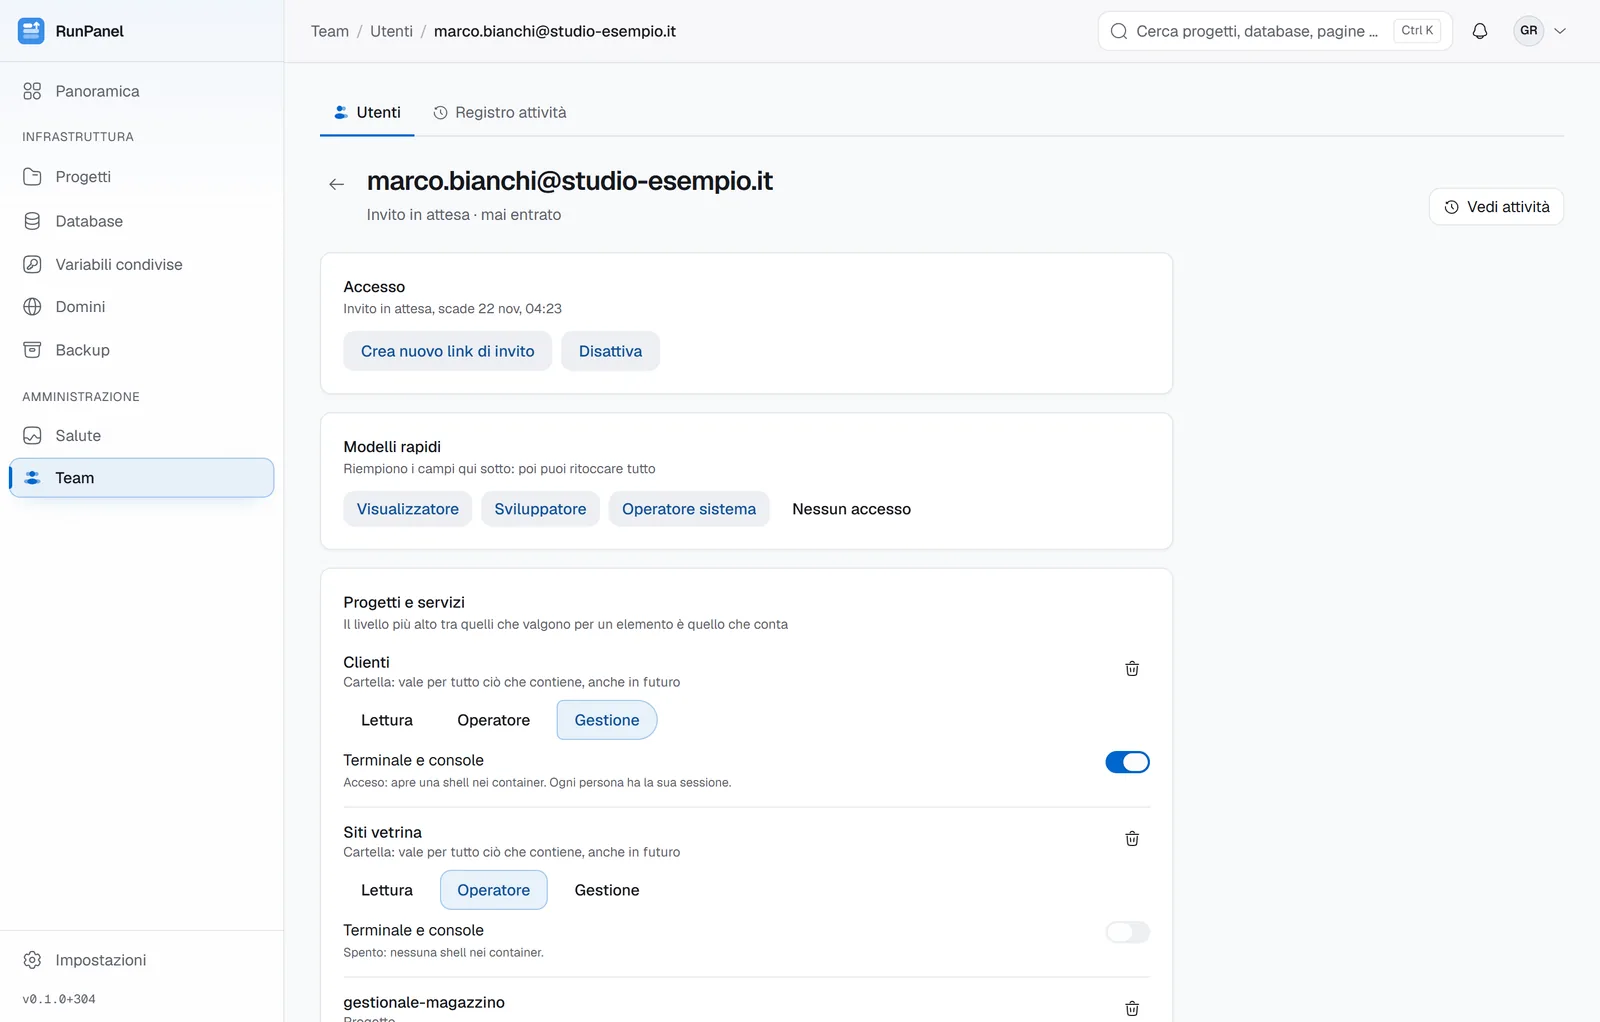 RunPanel
Team / Utenti / marco.bianchi@studio-esempio.it
Cerca progetti, database, pagine ...
Ctrl K
GR
Panoramica
INFRASTRUTTURA
Progetti
Database
Variabili condivise
Domini
Backup
AMMINISTRAZIONE
Salute
Team
Impostazioni
v0.1.0+304
Utenti
Registro attività
marco.bianchi@studio-esempio.it
Invito in attesa · mai entrato
Vedi attività
Accesso
Invito in attesa, scade 22 nov, 04:23
Crea nuovo link di invito
Disattiva
Modelli rapidi
Riempiono i campi qui sotto: poi puoi ritoccare tutto
Visualizzatore
Sviluppatore
Operatore sistema
Nessun accesso
Progetti e servizi
Il livello più alto tra quelli che valgono per un elemento è quello che conta
Clienti
Cartella: vale per tutto ciò che contiene, anche in futuro
Lettura
Operatore
Gestione
Terminale e console
Acceso: apre una shell nei container. Ogni persona ha la sua sessione.
Siti vetrina
Cartella: vale per tutto ciò che contiene, anche in futuro
Lettura
Operatore
Gestione
Terminale e console
Spento: nessuna shell nei container.
gestionale-magazzino
Progetto